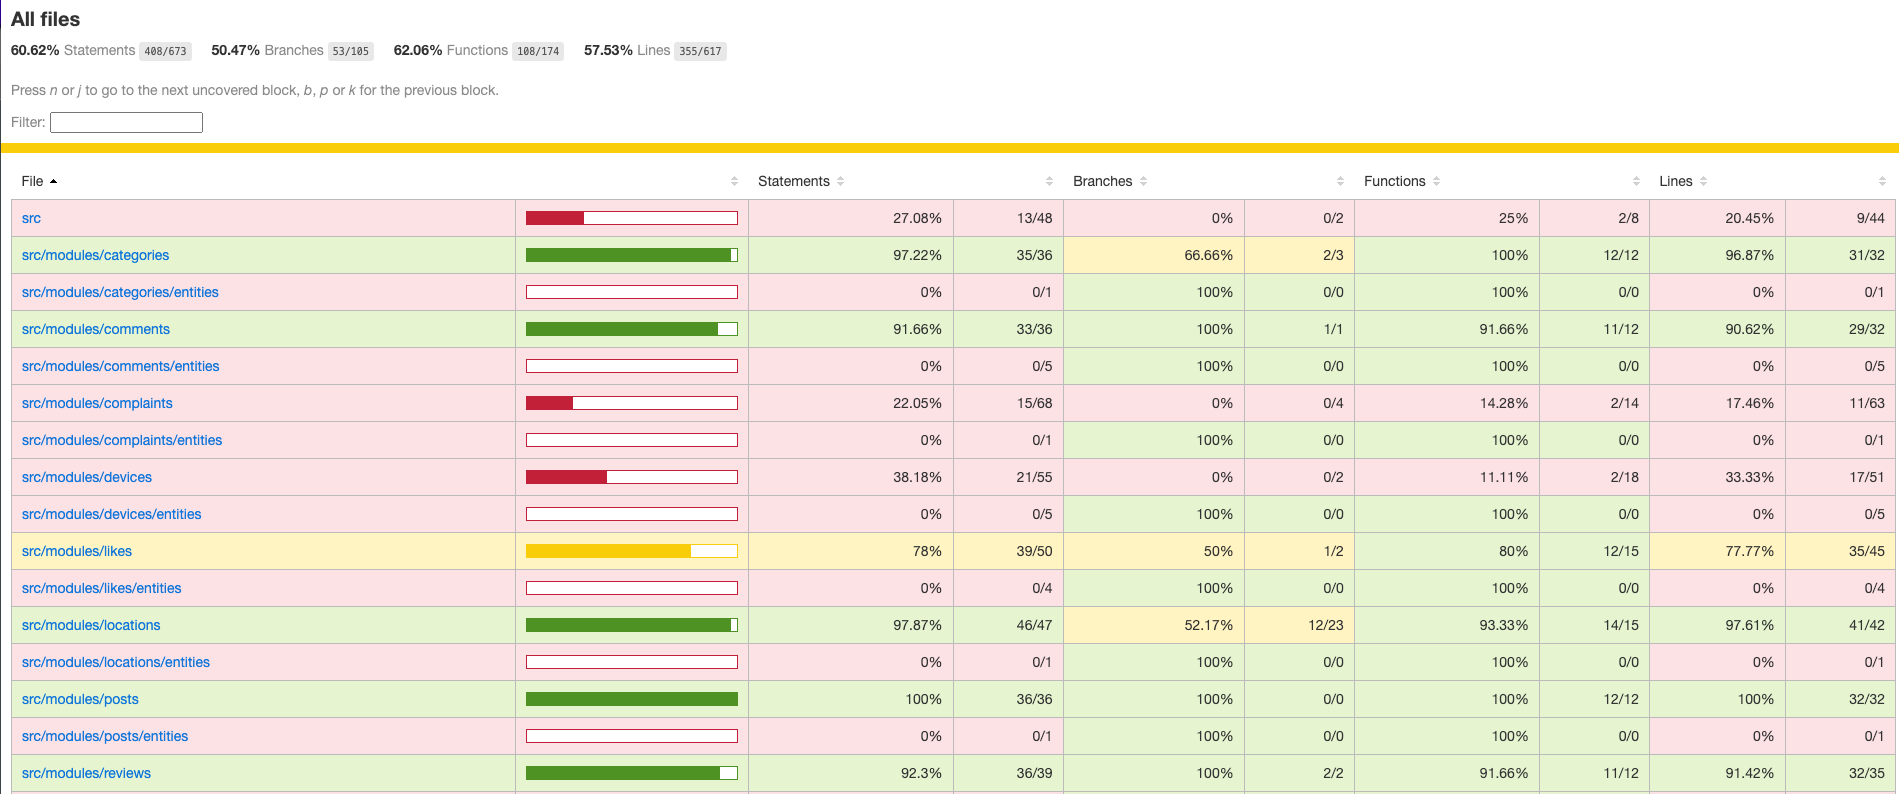 All files
60.62% Statements 408/673 50.47% Branches 53/105 62.06% Functions 108/174 57.53% Lines 355/617
Press n or j to go to the next uncovered block, b, p or k for the previous block.
Filter:
File Statements Branches Functions Lines
src 27.08% 13/48 0% 0/2 25% 2/8 20.45% 9/44
src/modules/categories 97.22% 35/36 66.66% 2/3 100% 12/12 96.87% 31/32
src/modules/categories/entities 0% 0/1 100% 0/0 100% 0/0 0% 0/1
src/modules/comments 91.66% 33/36 100% 1/1 91.66% 11/12 90.62% 29/32
src/modules/comments/entities 0% 0/5 100% 0/0 100% 0/0 0% 0/5
src/modules/complaints 22.05% 15/68 0% 0/4 14.28% 2/14 17.46% 11/63
src/modules/complaints/entities 0% 0/1 100% 0/0 100% 0/0 0% 0/1
src/modules/devices 38.18% 21/55 0% 0/2 11.11% 2/18 33.33% 17/51
src/modules/devices/entities 0% 0/5 100% 0/0 100% 0/0 0% 0/5
src/modules/likes 78% 39/50 50% 1/2 80% 12/15 77.77% 35/45
src/modules/likes/entities 0% 0/4 100% 0/0 100% 0/0 0% 0/4
src/modules/locations 97.87% 46/47 52.17% 12/23 93.33% 14/15 97.61% 41/42
src/modules/locations/entities 0% 0/1 100% 0/0 100% 0/0 0% 0/1
src/modules/posts 100% 36/36 100% 0/0 100% 12/12 100% 32/32
src/modules/posts/entities 0% 0/1 100% 0/0 100% 0/0 0% 0/1
src/modules/reviews 92.3% 36/39 100% 2/2 91.66% 11/12 91.42% 32/35